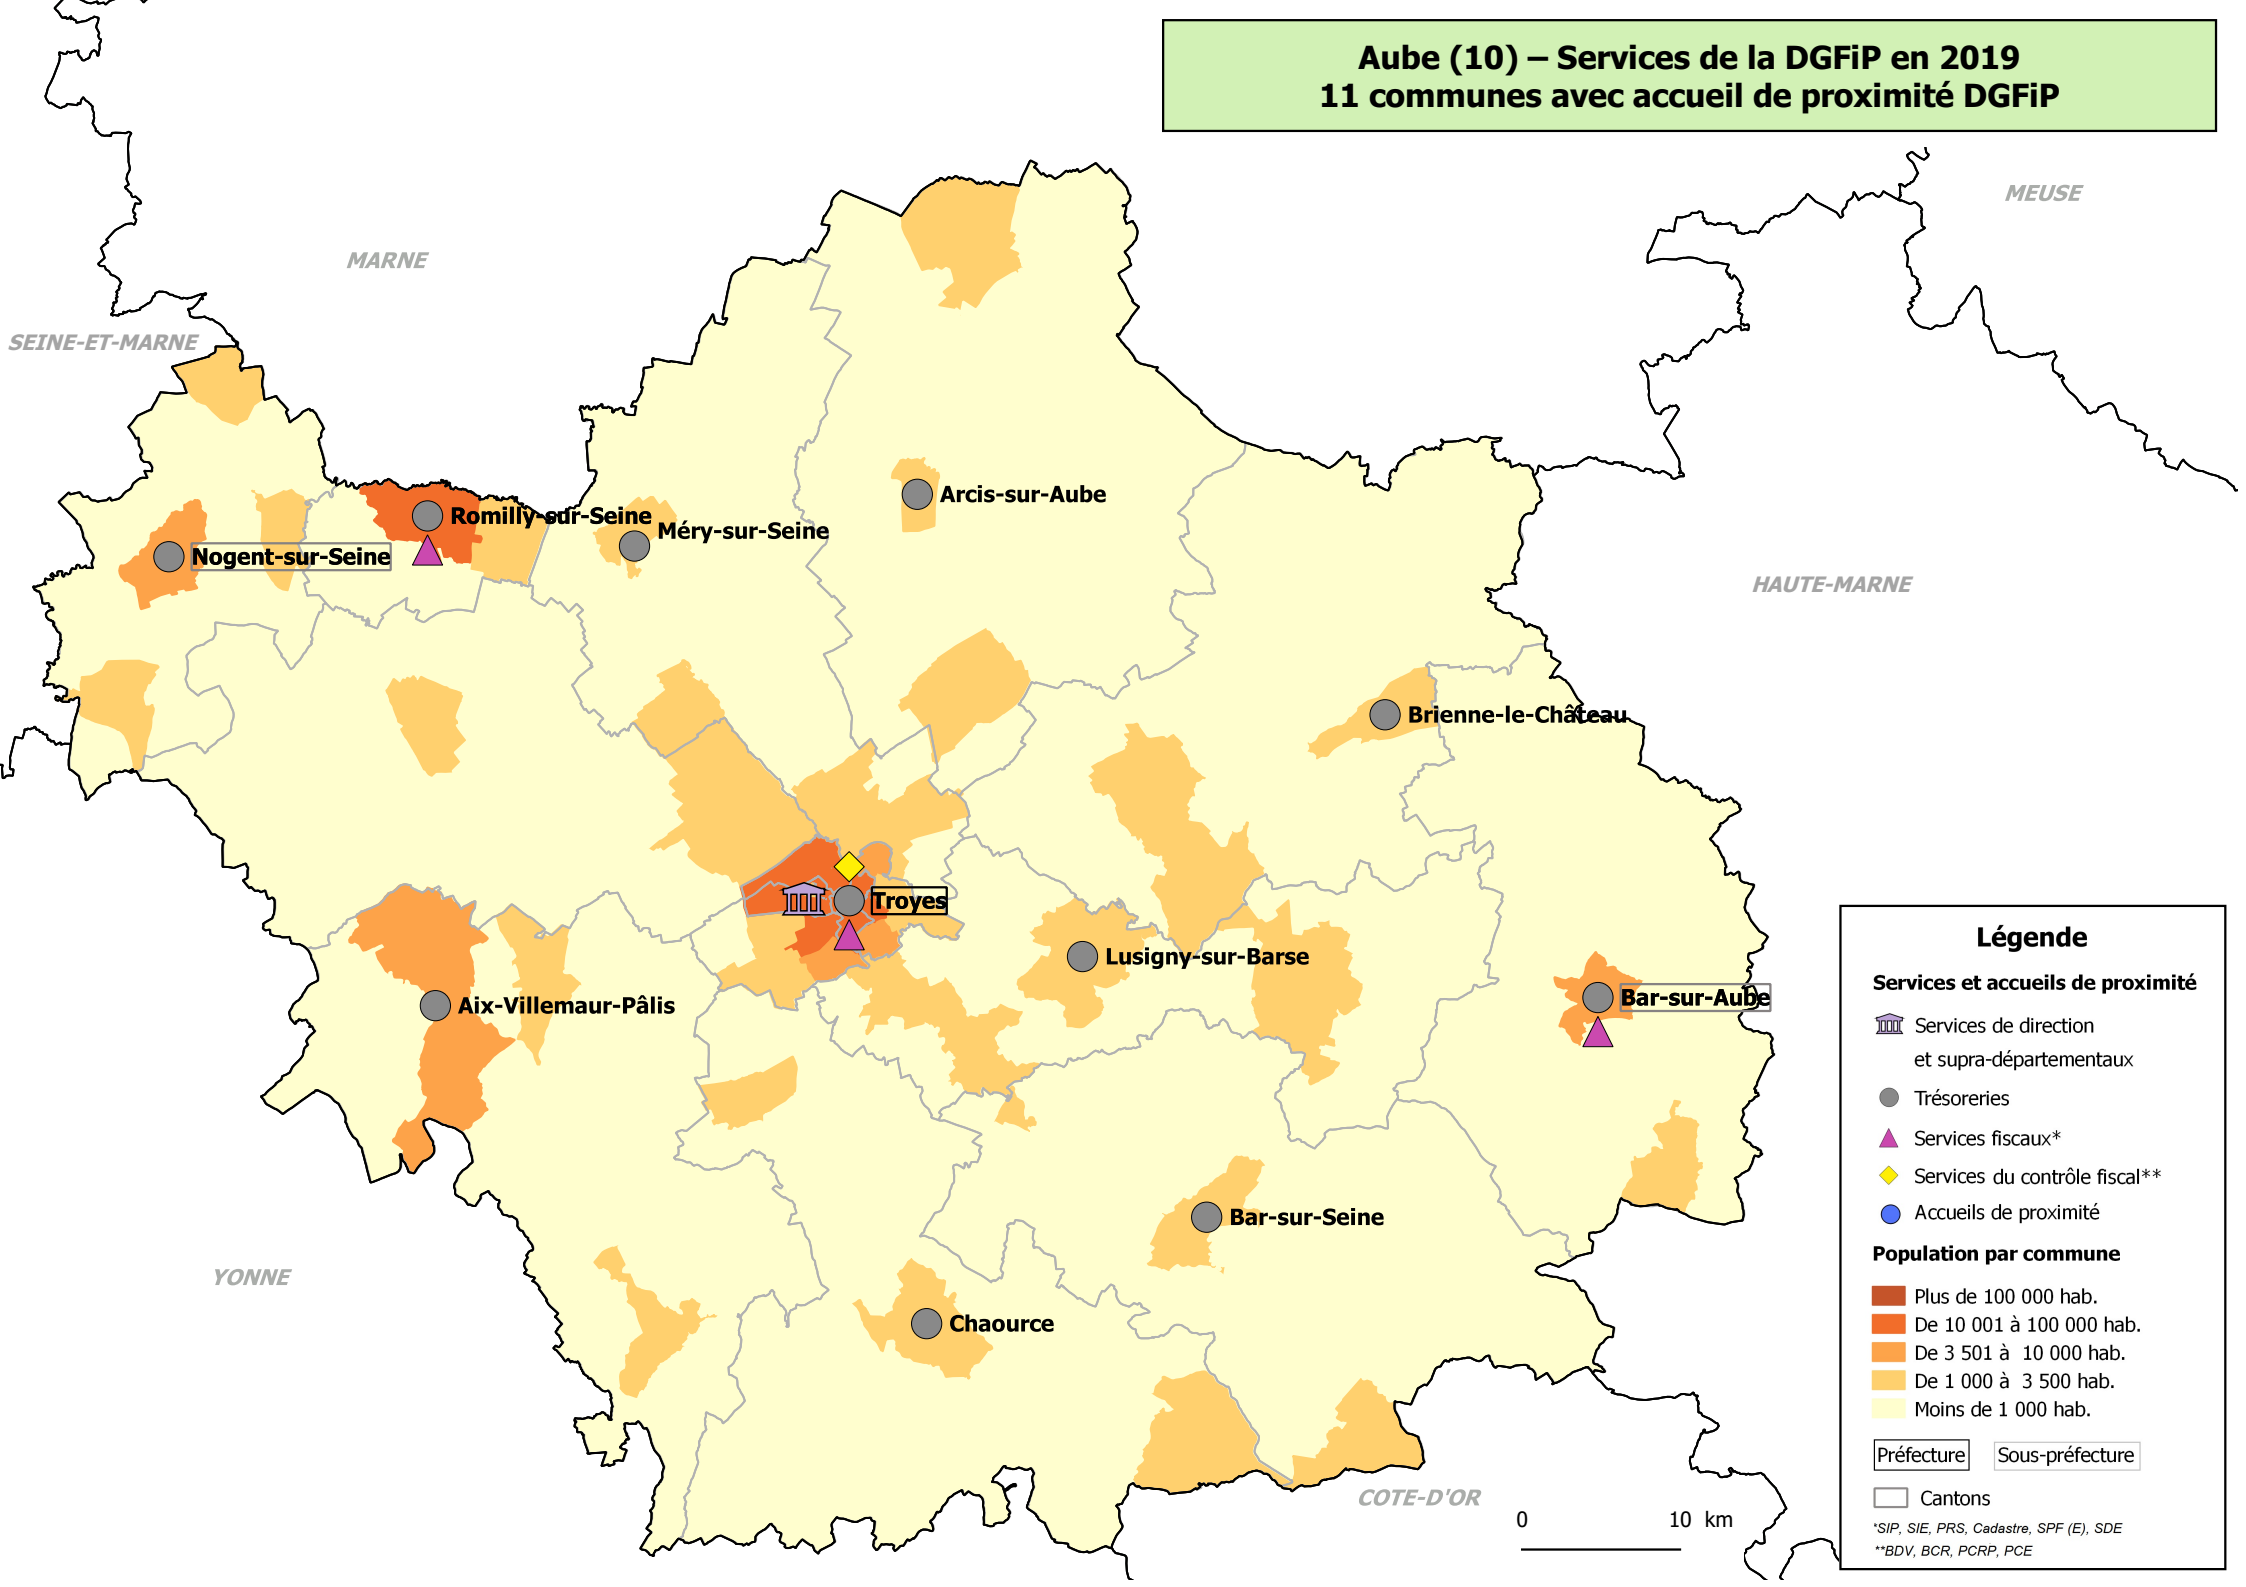 Aube (10) – Services de la DGFiP en 2019
11 communes avec accueil de proximité DGFiP
MEUSE
MARNE
SEINE-ET-MARNE
Arcis-sur-Aube
Romilly-sur-Seine
Méry-sur-Seine
Nogent-sur-Seine
HAUTE-MARNE
Brienne-le-Château
Troyes
Lusigny-sur-Barse
Bar-sur-Aube
Aix-Villemaur-Pâlis
Bar-sur-Seine
YONNE
Chaource
COTE-D'OR
0 10 km
Légende
Services et accueils de proximité
Services de direction
et supra-départementaux
Trésoreries
Services fiscaux*
Services du contrôle fiscal**
Accueils de proximité
Population par commune
Plus de 100 000 hab.
De 10 001 à 100 000 hab.
De 3 501 à 10 000 hab.
De 1 000 à 3 500 hab.
Moins de 1 000 hab.
Préfecture Sous-préfecture
Cantons
*SIP, SIE, PRS, Cadastre, SPF (E), SDE
**BDV, BCR, PCRP, PCE